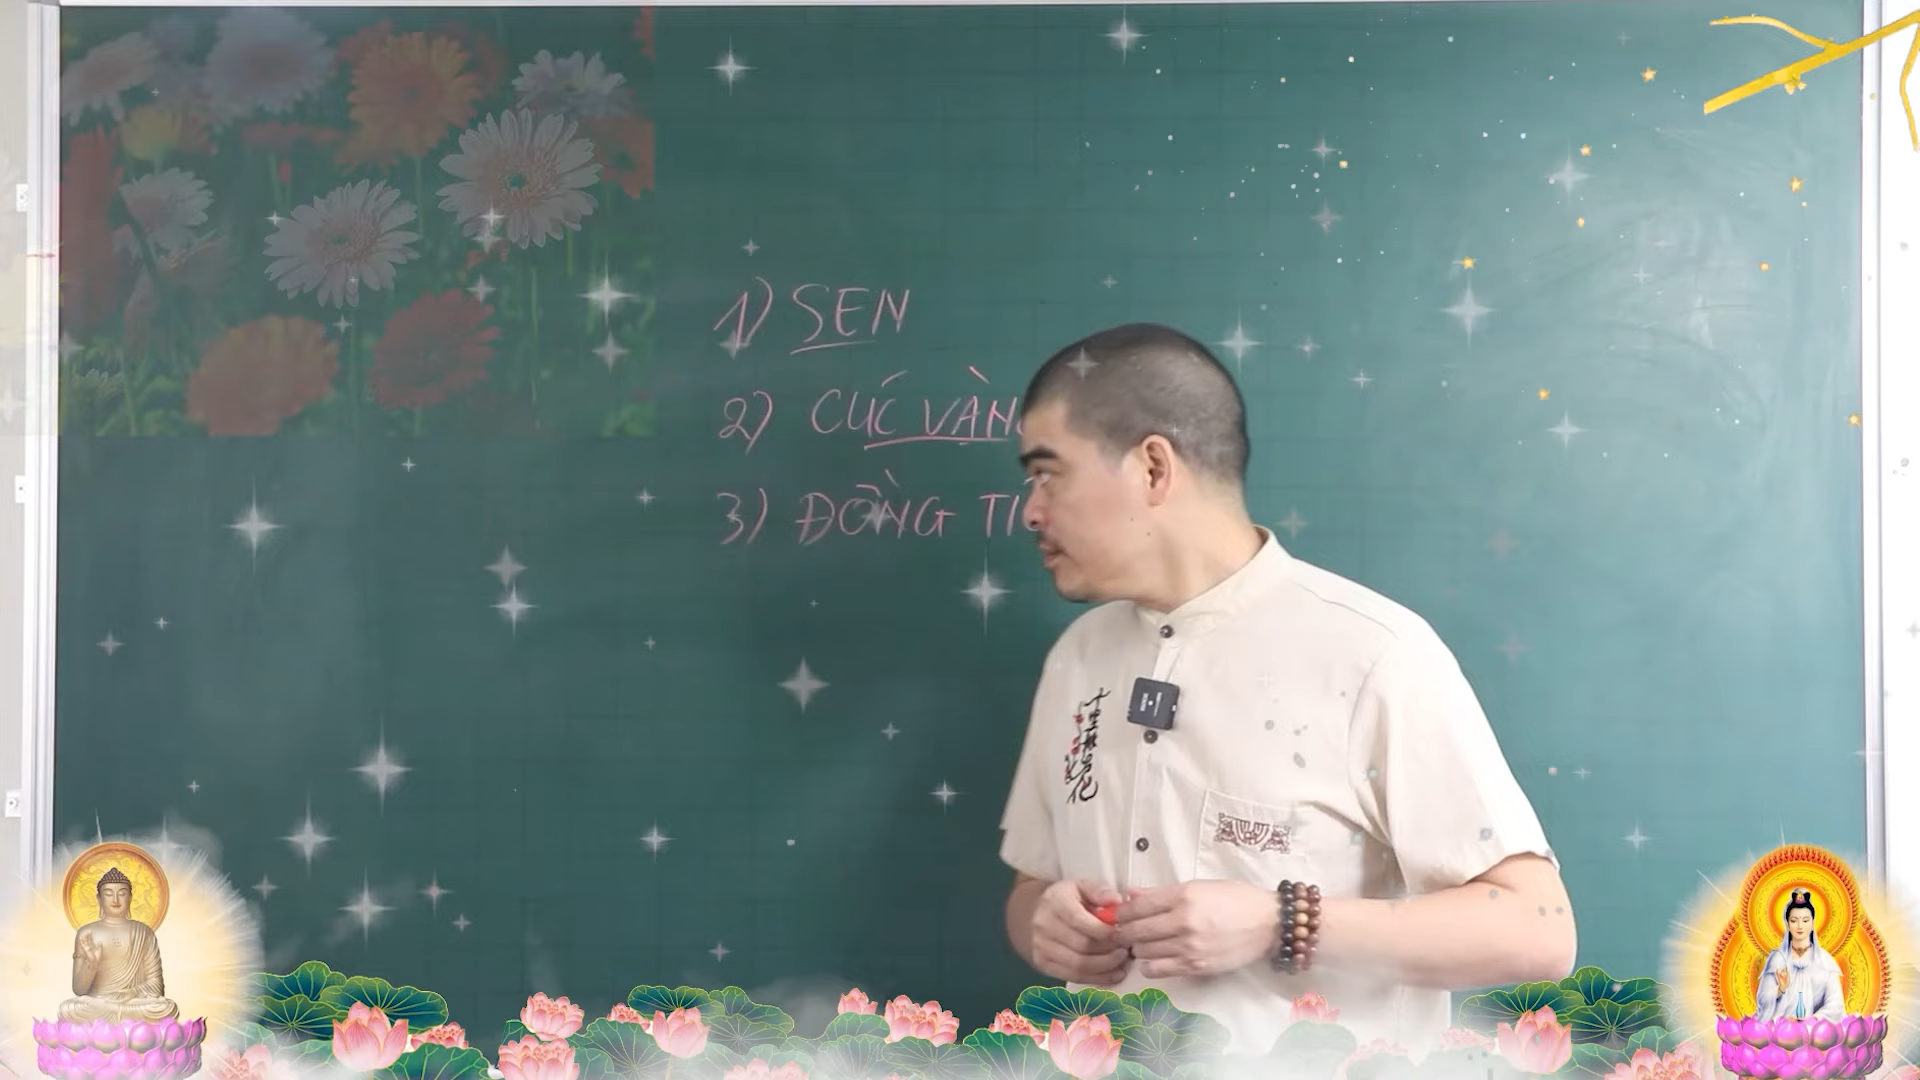 1) SEN
2) CÚC VÀN
3) ĐỒNG TI